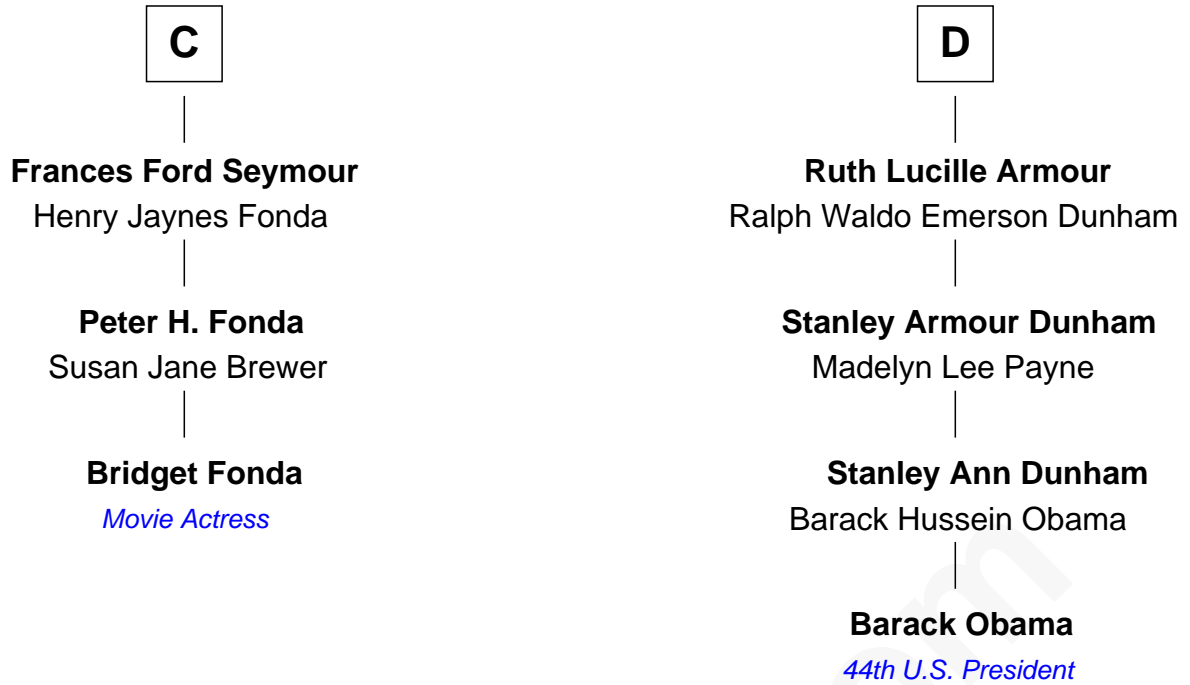 C
Frances Ford Seymour
Henry Jaynes Fonda
Peter H. Fonda
Susan Jane Brewer
Bridget Fonda
Movie Actress
D
Ruth Lucille Armour
Ralph Waldo Emerson Dunham
Stanley Armour Dunham
Madelyn Lee Payne
Stanley Ann Dunham
Barack Hussein Obama
Barack Obama
44th U.S. President